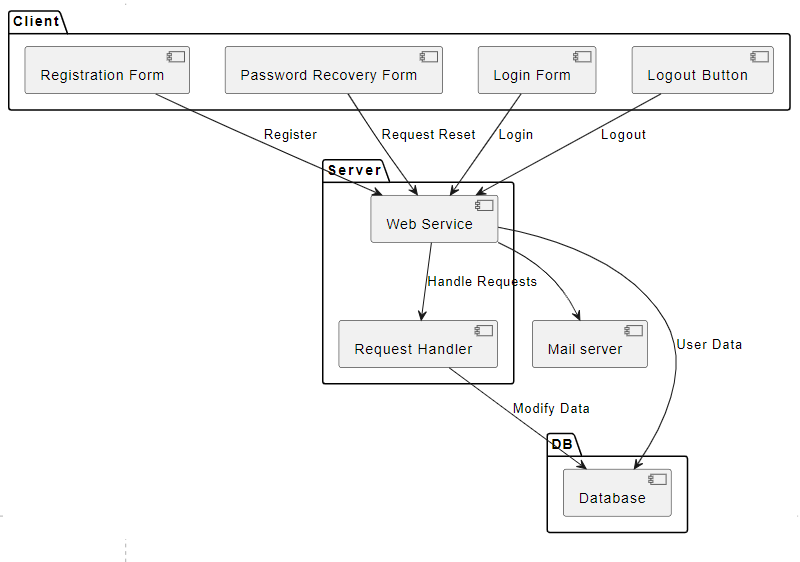 Client
Registration Form
Password Recovery Form
Login Form
Logout Button
Register
Request Reset
Login
Logout
Server
Web Service
Handle Requests
Request Handler
Mail server
User Data
Modify Data
DB
Database